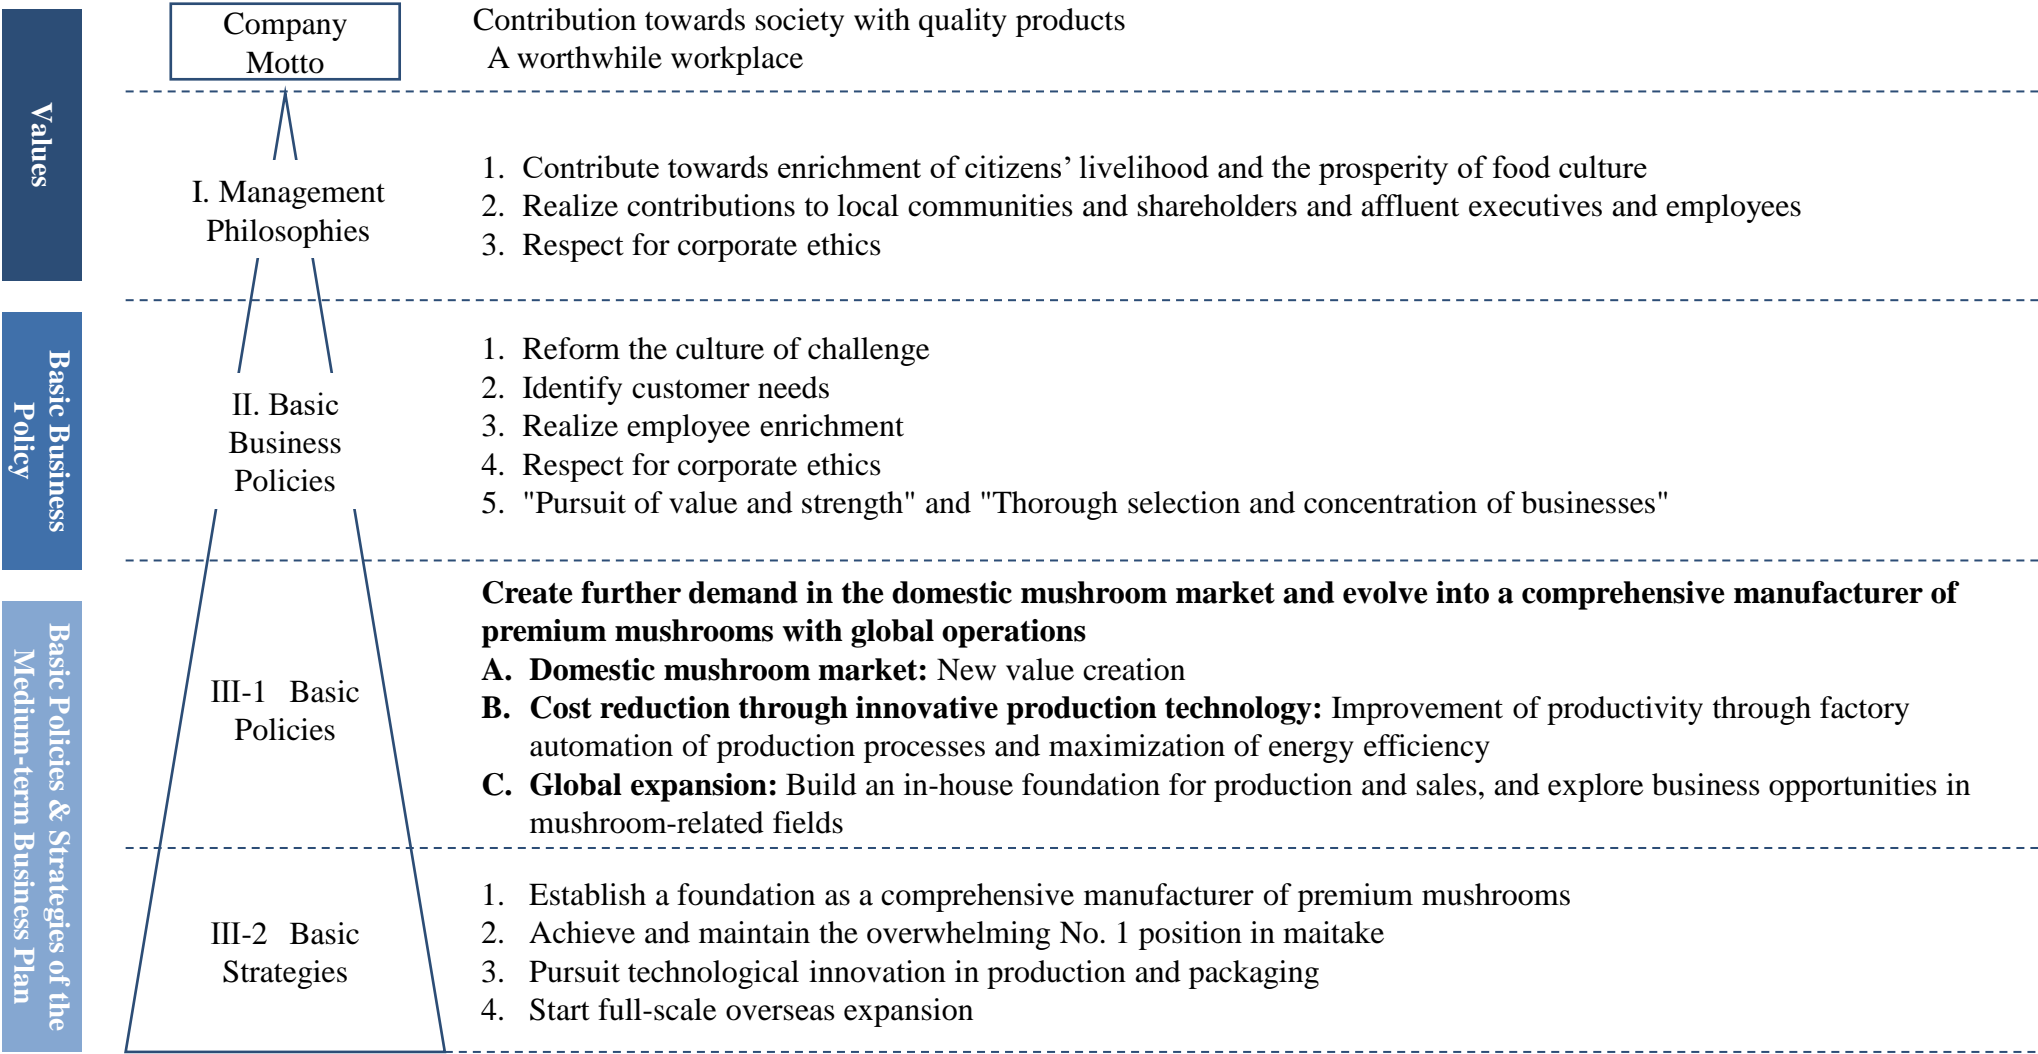 Values
Company
Motto
Contribution towards society with quality products
A worthwhile workplace
I. Management
Philosophies
1. Contribute towards enrichment of citizens’ livelihood and the prosperity of food culture
2. Realize contributions to local communities and shareholders and affluent executives and employees
3. Respect for corporate ethics
Basic Business
Policy
II. Basic
Business
Policies
1. Reform the culture of challenge
2. Identify customer needs
3. Realize employee enrichment
4. Respect for corporate ethics
5. "Pursuit of value and strength" and "Thorough selection and concentration of businesses"
Basic Policies & Strategies of the
Medium-term Business Plan
III-1 Basic
Policies
Create further demand in the domestic mushroom market and evolve into a comprehensive manufacturer of
premium mushrooms with global operations
A. Domestic mushroom market: New value creation
B. Cost reduction through innovative production technology: Improvement of productivity through factory
automation of production processes and maximization of energy efficiency
C. Global expansion: Build an in-house foundation for production and sales, and explore business opportunities in
mushroom-related fields
III-2 Basic
Strategies
1. Establish a foundation as a comprehensive manufacturer of premium mushrooms
2. Achieve and maintain the overwhelming No. 1 position in maitake
3. Pursuit technological innovation in production and packaging
4. Start full-scale overseas expansion